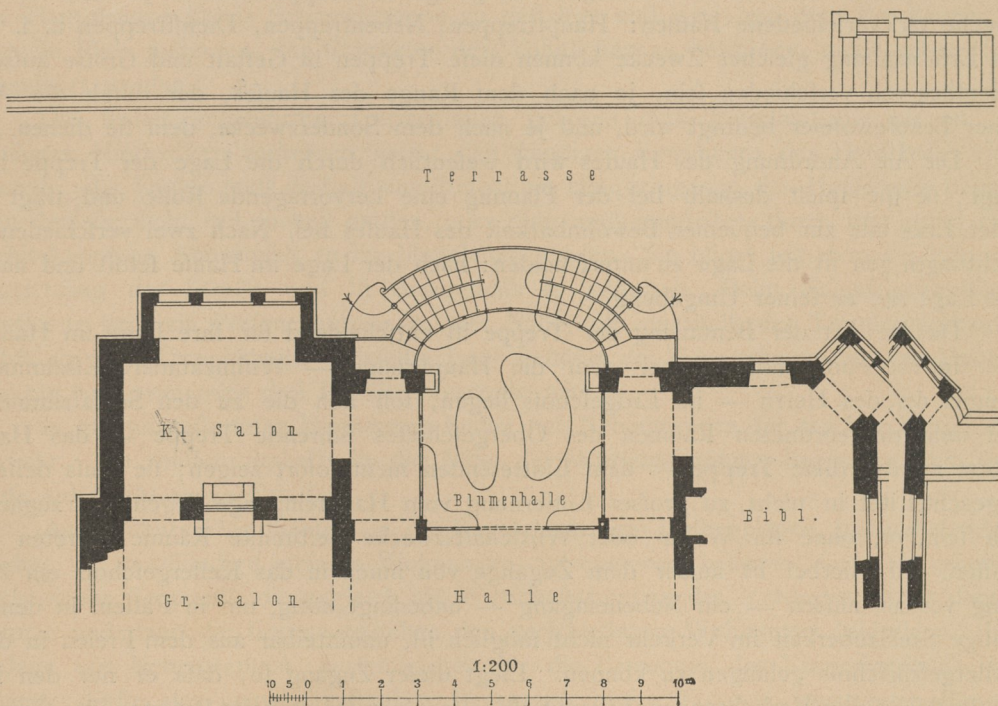 Terrasse
Kl. Salon
Blumenhalle
Bibl.
Gr. Salon
Halle
1:200
10 5 0 1 2 3 4 5 6 7 8 9 10m